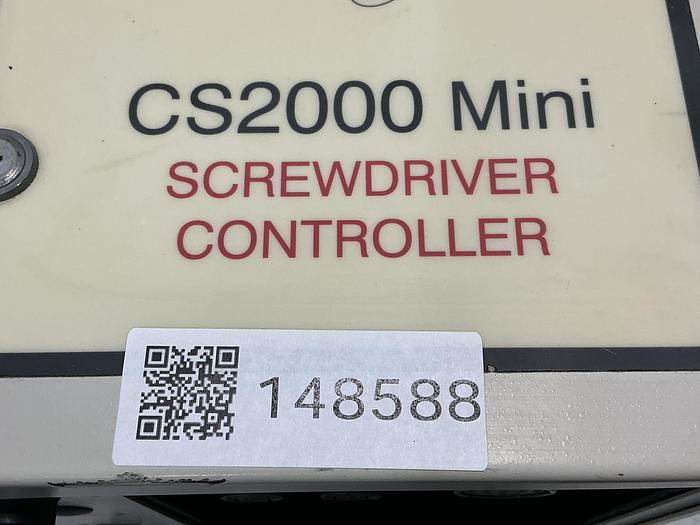 CS2000 Mini
SCREWDRIVER
CONTROLLER
148588